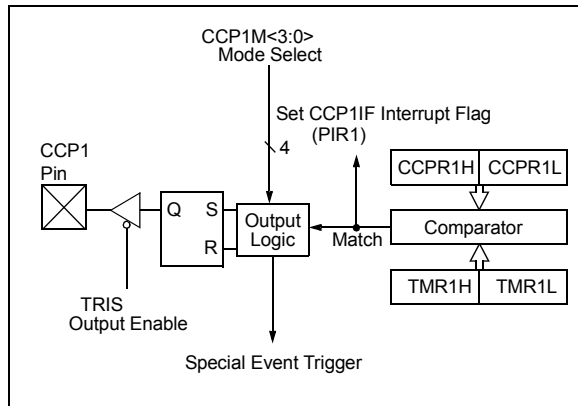 CCP1M<3:0>
Mode Select
Set CCP1IF Interrupt Flag
(PIR1)
4
CCP1
Pin
CCPR1H CCPR1L
Q S
R
Output
Logic
Match
Comparator
TRIS
Output Enable
TMR1H TMR1L
Special Event Trigger